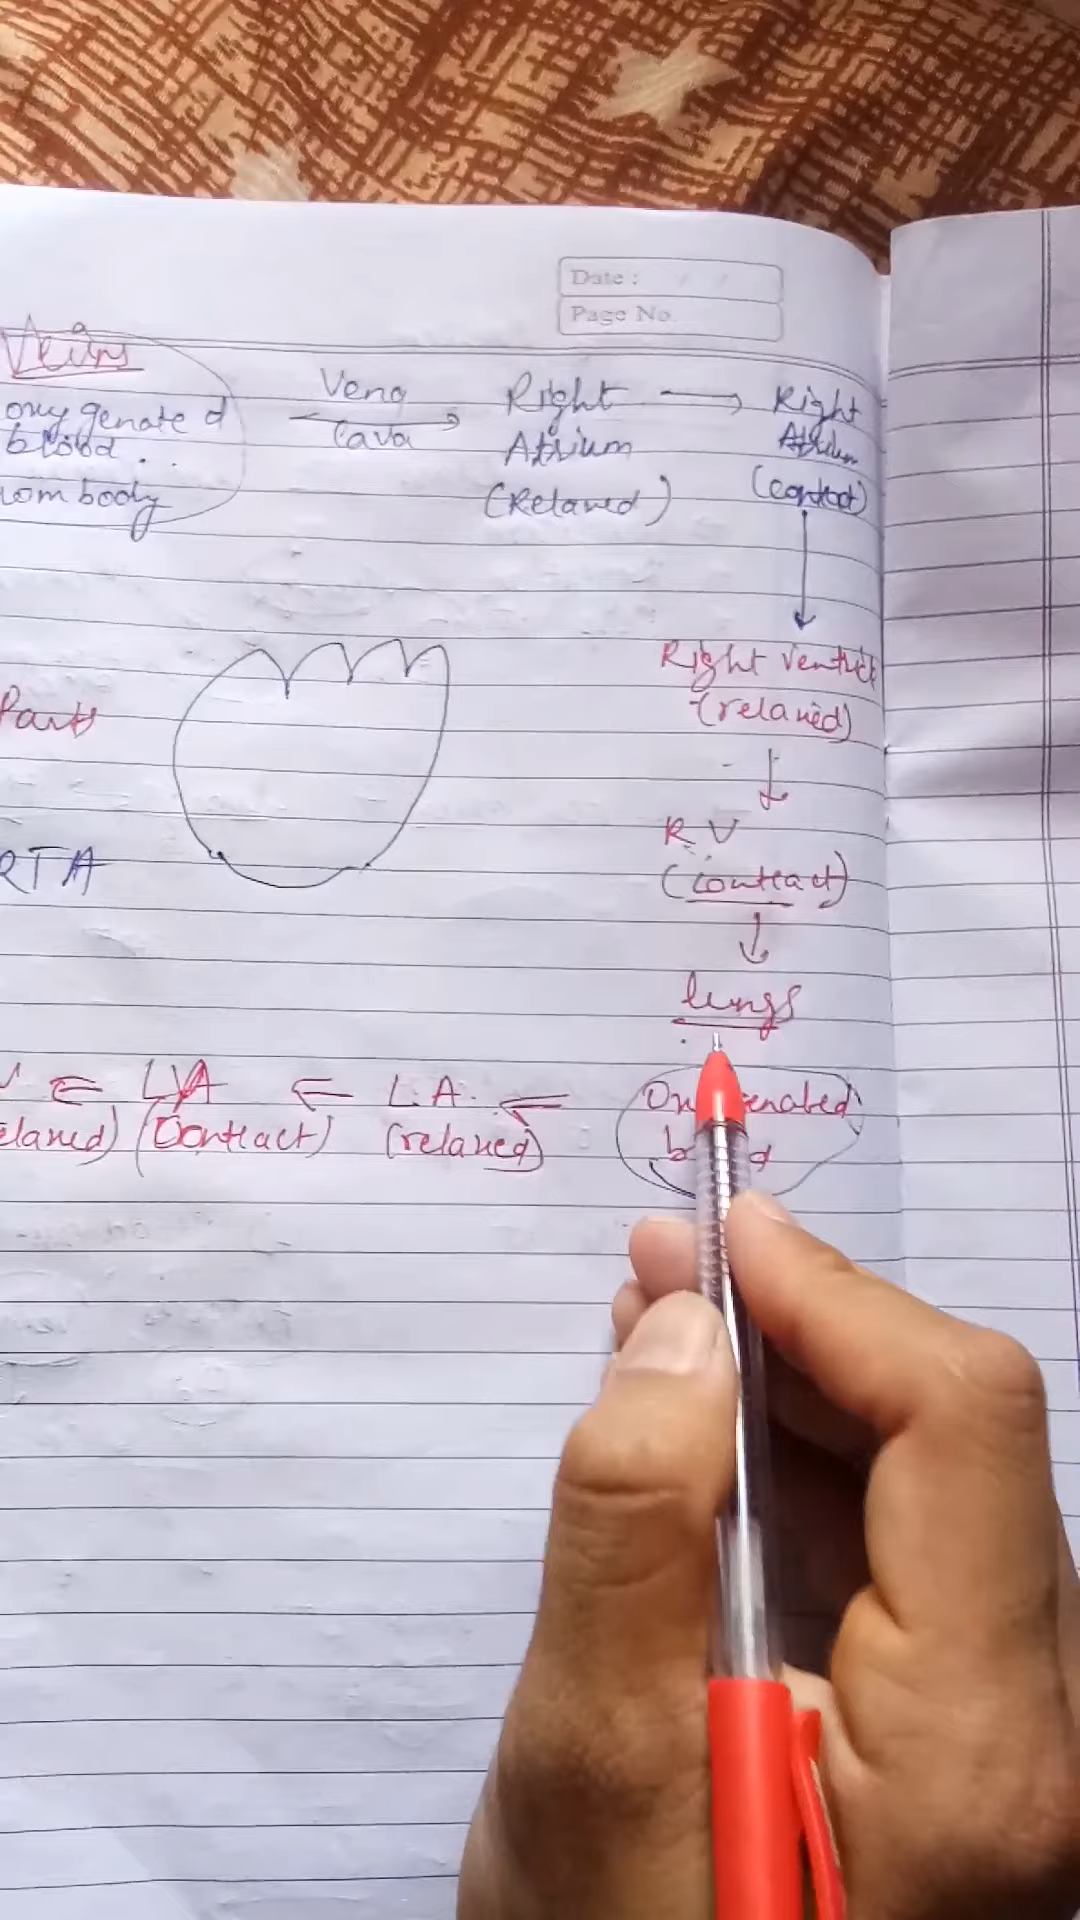 Date :
Page No.
Veins
oxygenated
blood..
rom body
Vena
Cava
Right
Atrium
(Relaxed)
Right
Atrium
(contract)
Right ventricle
(relaxed)
Parts
R V
(contract)
RTA
lungs
L.A.
(relaxed)
LA
(Contract)
elaxed)